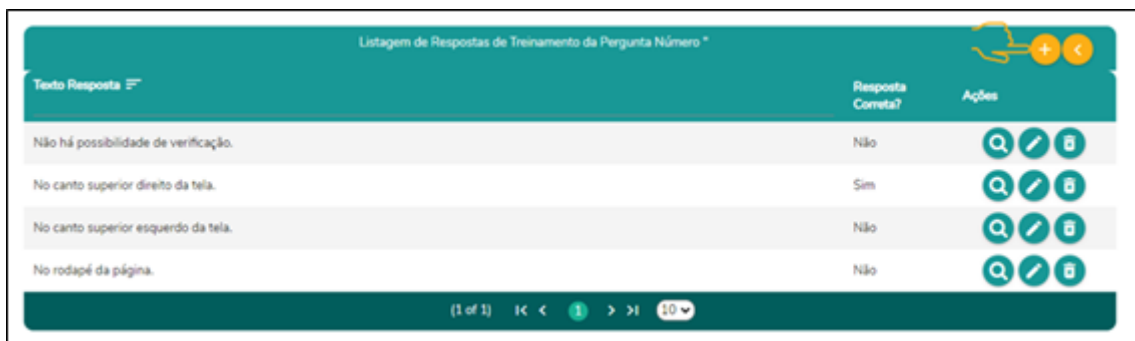 Listagem de Respostas de Treinamento da Pergunta Número *
Texto Resposta
Resposta Correta?
Ações
Não há possibilidade de verificação. Não
No canto superior direito da tela. Sim
No canto superior esquerdo da tela. Não
No rodapé da página. Não
(1 of 1) 1 10